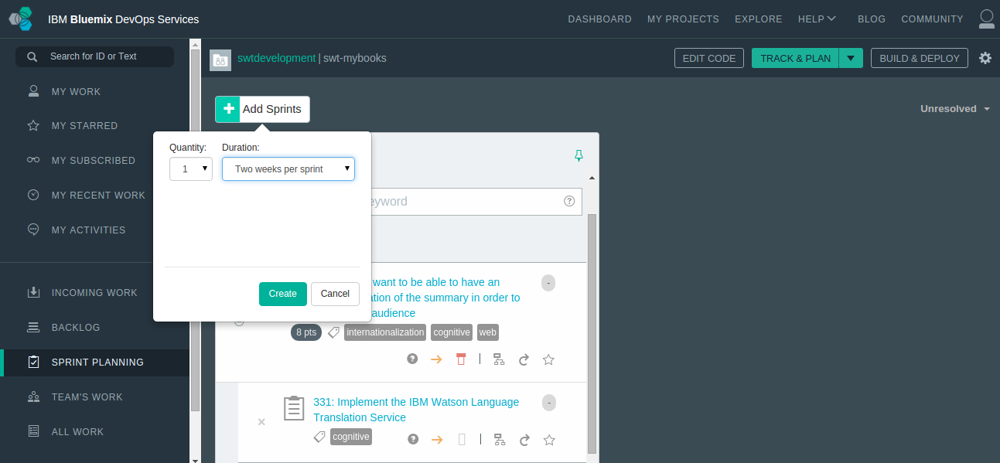 IBM Bluemix DevOps Services
DASHBOARD MY PROJECTS EXPLORE HELP BLOG COMMUNITY
Search for ID or Text
swtdevelopment | swt-mybooks
EDIT CODE TRACK & PLAN BUILD & DEPLOY
MY WORK
MY STARRED
MY SUBSCRIBED
MY RECENT WORK
MY ACTIVITIES
INCOMING WORK
BACKLOG
SPRINT PLANNING
TEAM'S WORK
ALL WORK
Add Sprints
Unresolved
Quantity: Duration:
1 Two weeks per sprint
Create Cancel
eyword
want to be able to have an
ation of the summary in order to
audience
-
8 pts internationalization cognitive web
331: Implement the IBM Watson Language
Translation Service
-
cognitive